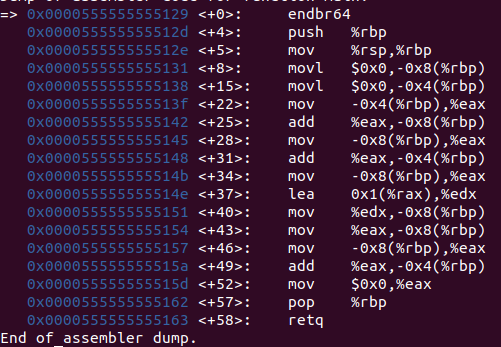 => 0x0000555555555129 <+0>: endbr64
0x000055555555512d <+4>: push %rbp
0x000055555555512e <+5>: mov %rsp,%rbp
0x0000555555555131 <+8>: movl $0x0,-0x8(%rbp)
0x0000555555555138 <+15>: movl $0x0,-0x4(%rbp)
0x000055555555513f <+22>: mov -0x4(%rbp),%eax
0x0000555555555142 <+25>: add %eax,-0x8(%rbp)
0x0000555555555145 <+28>: mov -0x8(%rbp),%eax
0x0000555555555148 <+31>: add %eax,-0x4(%rbp)
0x000055555555514b <+34>: mov -0x8(%rbp),%eax
0x000055555555514e <+37>: lea 0x1(%rax),%edx
0x0000555555555151 <+40>: mov %edx,-0x8(%rbp)
0x0000555555555154 <+43>: mov %eax,-0x8(%rbp)
0x0000555555555157 <+46>: mov -0x8(%rbp),%eax
0x000055555555515a <+49>: add %eax,-0x4(%rbp)
0x000055555555515d <+52>: mov $0x0,%eax
0x0000555555555162 <+57>: pop %rbp
0x0000555555555163 <+58>: retq
End of assembler dump.